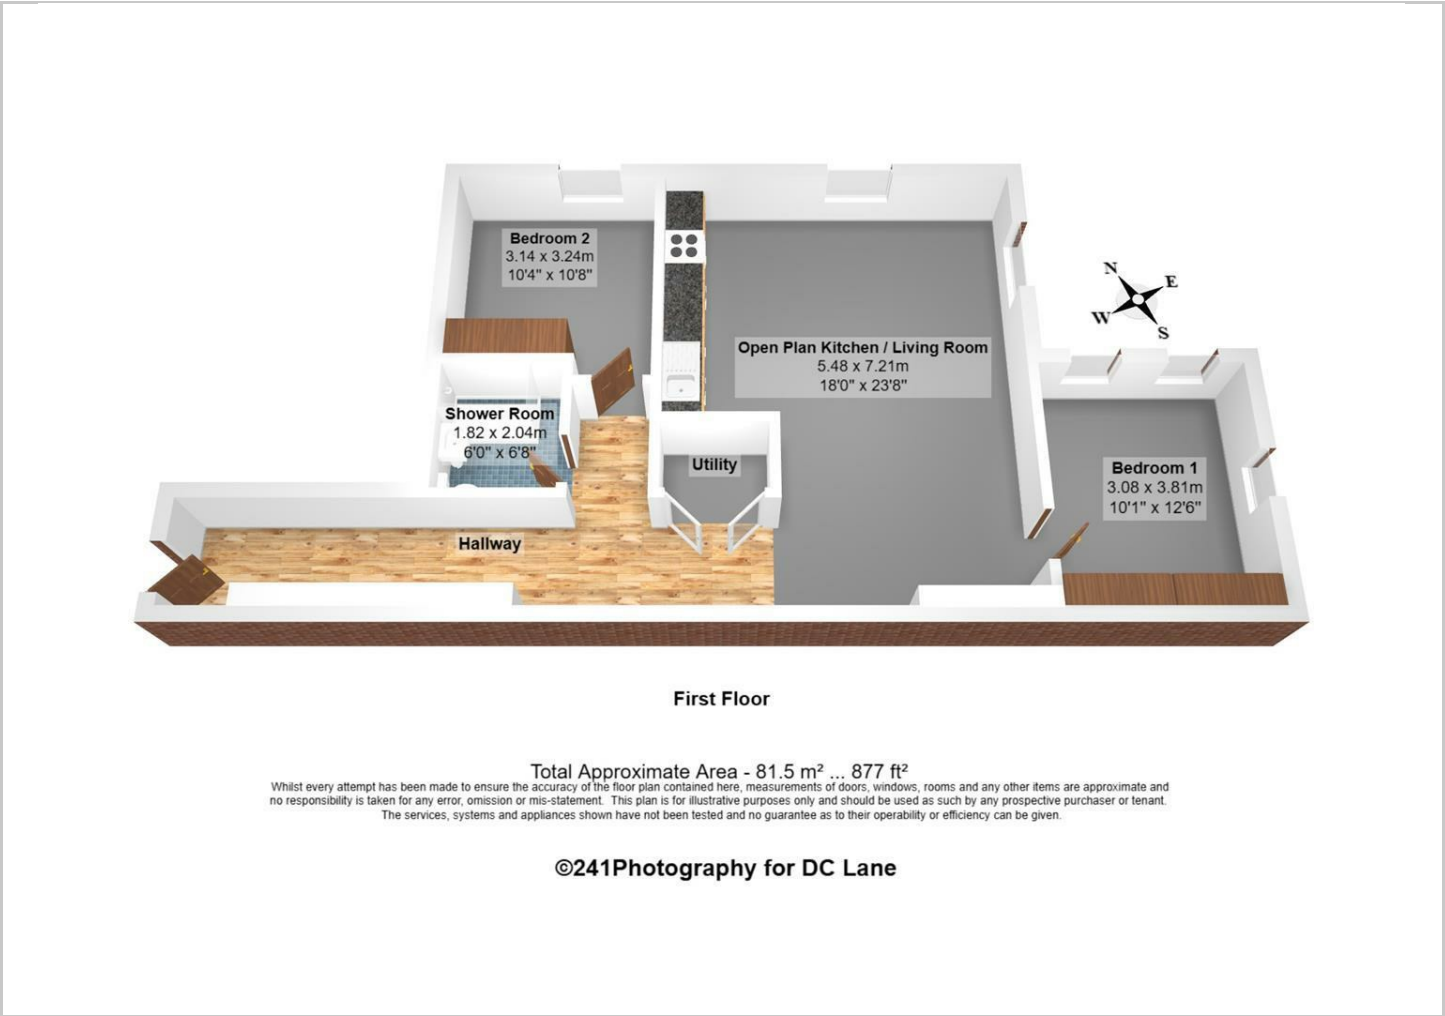 Bedroom 2
3.14 x 3.24m
10'4" x 10'8"
N
E
W
S
Open Plan Kitchen / Living Room
5.48 x 7.21m
18'0" x 23'8"
Shower Room
1.82 x 2.04m
6'0" x 6'8"
Utility
Bedroom 1
3.08 x 3.81m
10'1" x 12'6"
Hallway
First Floor
Total Approximate Area - 81.5 m² ... 877 ft²
Whilst every attempt has been made to ensure the accuracy of the floor plan contained here, measurements of doors, windows, rooms and any other items are approximate and
no responsibility is taken for any error, omission or mis-statement. This plan is for illustrative purposes only and should be used as such by any prospective purchaser or tenant.
The services, systems and appliances shown have not been tested and no guarantee as to their operability or efficiency can be given.
©241Photography for DC Lane